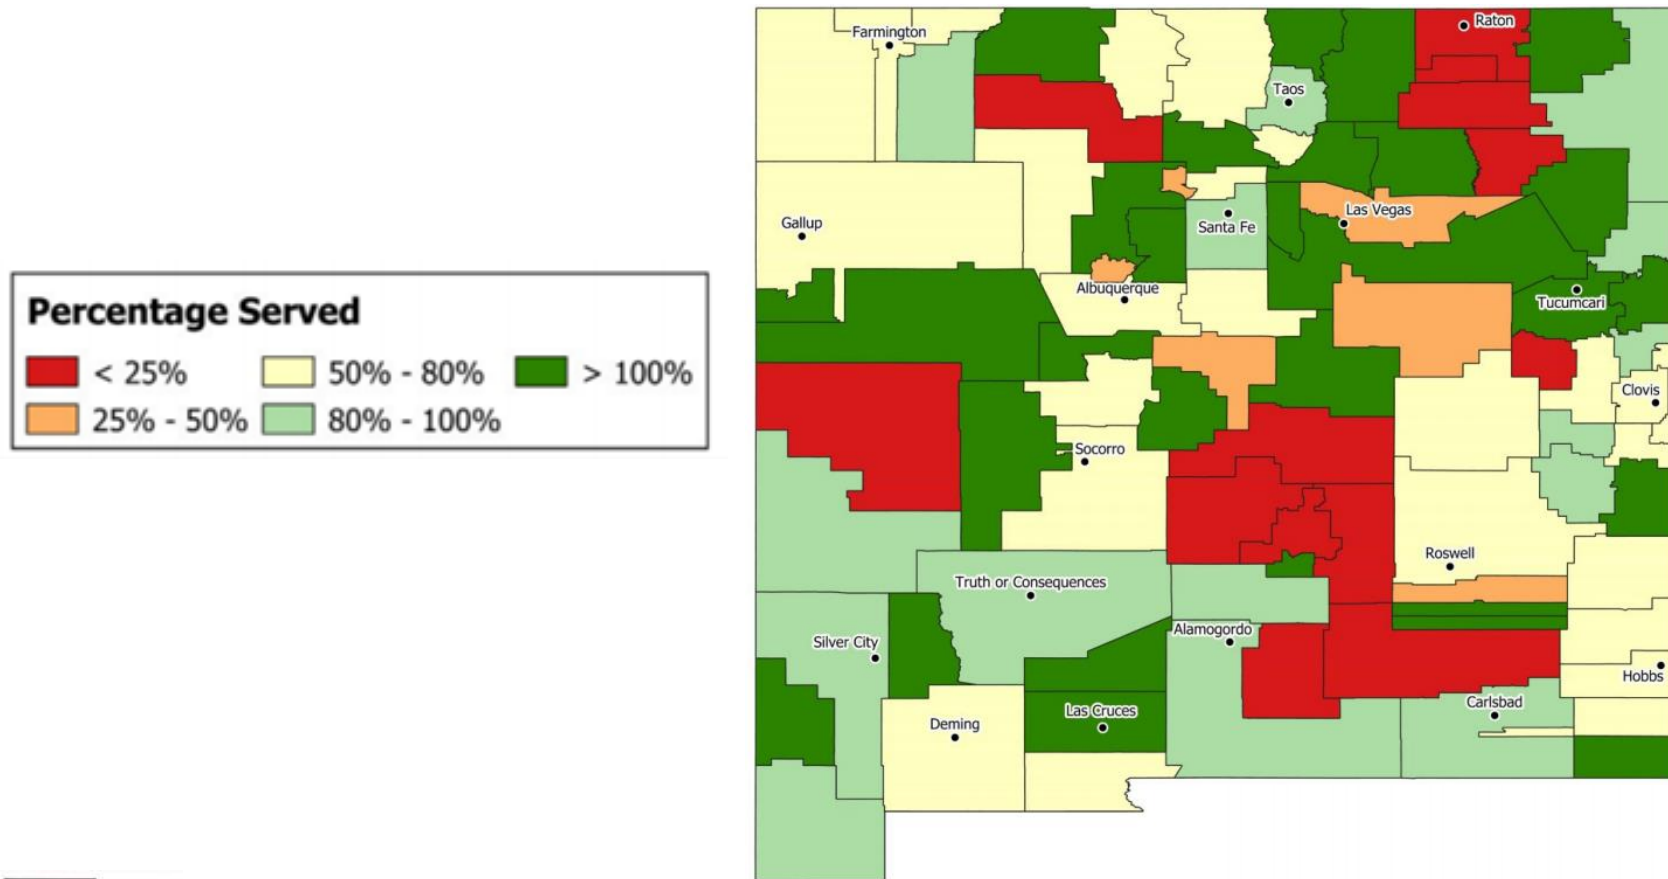 Percentage Served
< 25% 50% - 80% > 100%
25% - 50% 80% - 100%
Raton
Farmington
Taos
Las Vegas
Gallup
Santa Fe
Albuquerque
Tucumcari
Clovis
Socorro
Roswell
Truth or Consequences
Alamogordo
Silver City
Hobbs
Carlsbad
Las Cruces
Deming